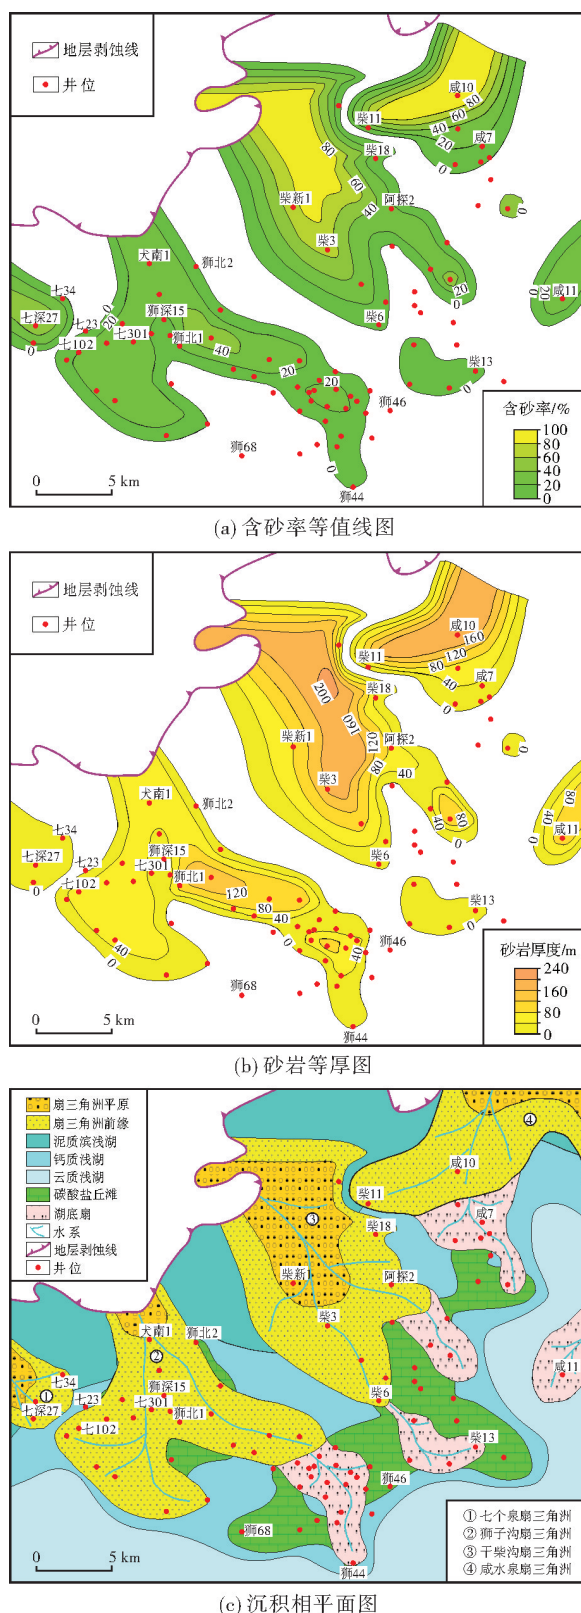 地层剥蚀线
井位
咸10
80
60
柴11
40
咸7
20
0
柴18
80
60
阿探2
柴新1
40
0
柴3
犬南1
狮北2
20
0
咸11
20
0
七34
七深27
0
20
狮深15
七23
七301
狮北1
柴6
七102
40
0
柴13
20
20
0
0
狮46
0
狮68
0
狮44
含砂率/%
100
80
60
40
20
0
0 5 km
(a) 含砂率等值线图
地层剥蚀线
井位
咸10
160
120
柴11
80
咸7
40
0
柴18
200
160
120
阿探2
柴新1
80
0
40
柴3
犬南1
狮北2
80
40
0
80
40
咸11
0
七34
狮深15
七深27
七23
七301
狮北1
柴6
0
七102
120
80
40
柴13
0
40
0
40
狮46
0
狮68
0
狮44
砂岩厚度/m
240
160
80
0
0 5 km
(b) 砂岩等厚图
扇三角洲平原
扇三角洲前缘
泥质滨浅湖
钙质浅湖
云质浅湖
碳酸盐丘滩
湖底扇
水系
地层剥蚀线
井位
④
咸10
柴11
咸7
③
柴18
柴新1
阿探2
柴3
犬南1
狮北2
②
七34
咸11
①
狮深15
柴6
七深27
七23
七301
狮北1
七102
柴13
狮46
狮68
狮44
① 七个泉扇三角洲
② 狮子沟扇三角洲
③ 干柴沟扇三角洲
④ 咸水泉扇三角洲
0 5 km
(c) 沉积相平面图